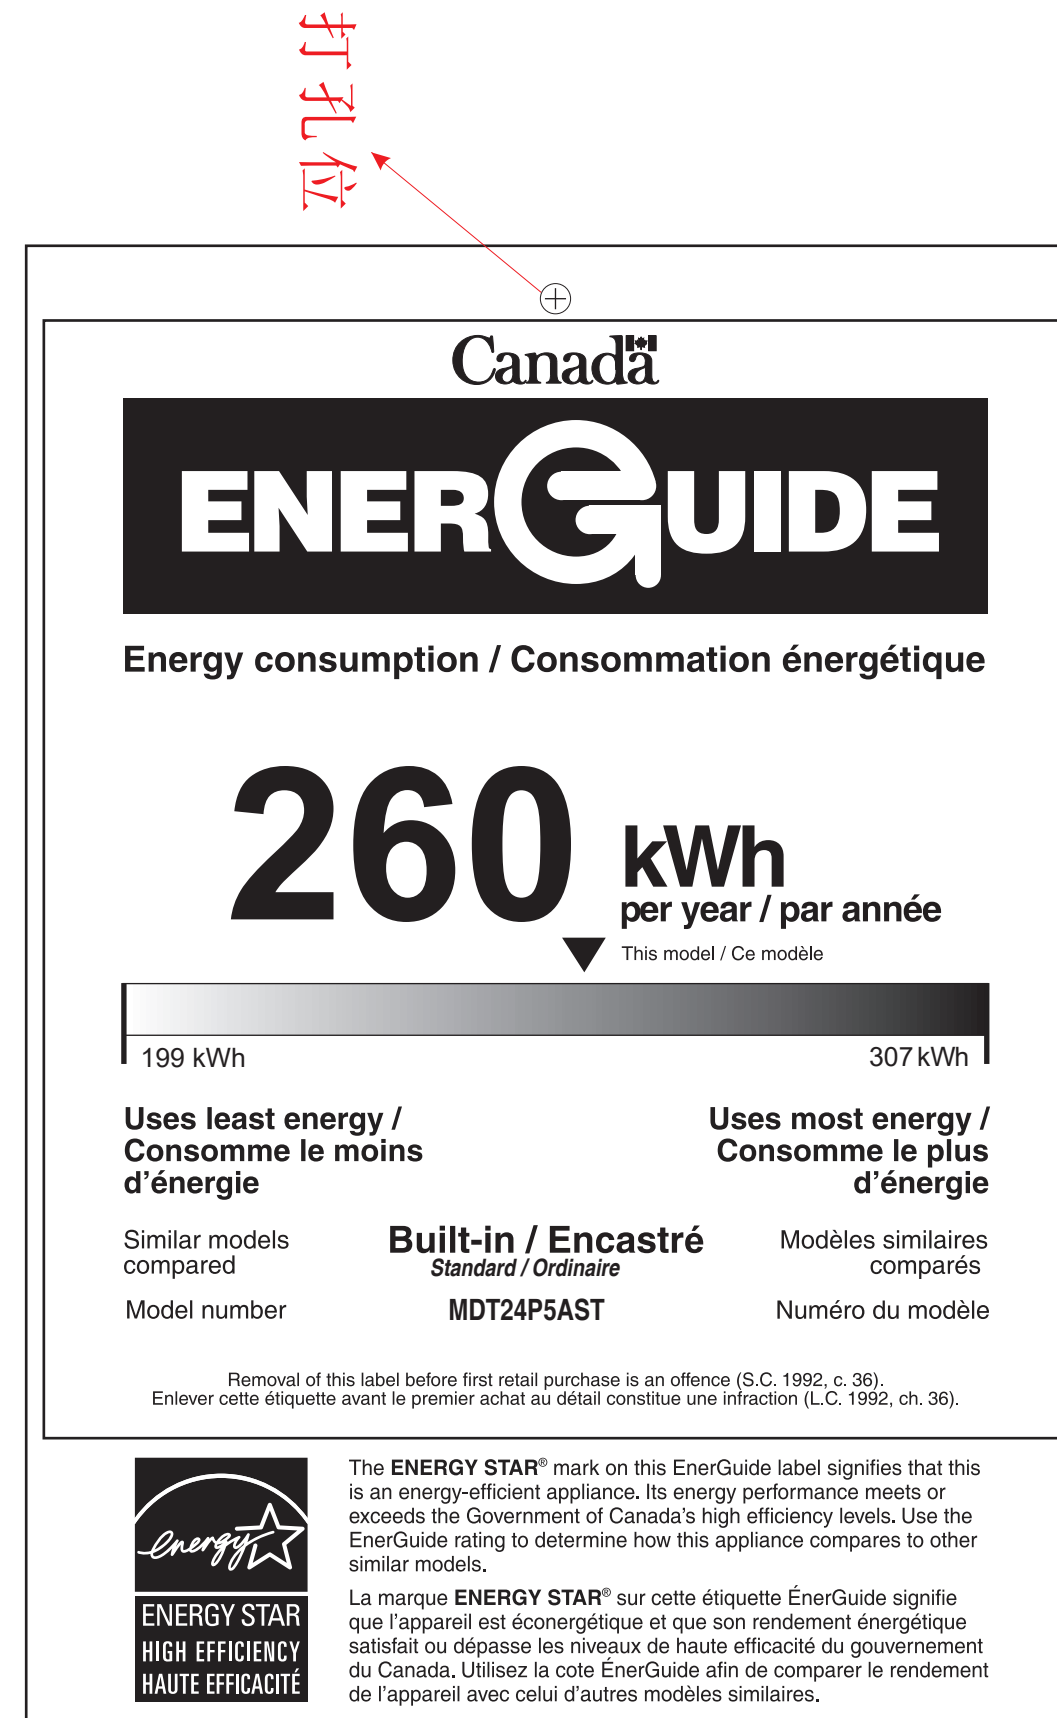 打孔位
Canada
ENERGUIDE
Energy consumption / Consommation énergétique
260 kWh
per year / par année
This model / Ce modèle
199 kWh
307 kWh
Uses least energy /
Consomme le moins
d'énergie
Uses most energy /
Consomme le plus
d'énergie
Similar models
compared
Built-in / Encastré
Standard / Ordinaire
Modèles similaires
comparés
Model number
MDT24P5AST
Numéro du modèle
Removal of this label before first retail purchase is an offence (S.C. 1992, c. 36).
Enlever cette étiquette avant le premier achat au détail constitue une infraction (L.C. 1992, ch. 36).
energy
ENERGY STAR
HIGH EFFICIENCY
HAUTE EFFICACITÉ
The ENERGY STAR® mark on this EnerGuide label signifies that this
is an energy-efficient appliance. Its energy performance meets or
exceeds the Government of Canada's high efficiency levels. Use the
EnerGuide rating to determine how this appliance compares to other
similar models.
La marque ENERGY STAR® sur cette étiquette ÉnerGuide signifie
que l'appareil est éconergétique et que son rendement énergétique
satisfait ou dépasse les niveaux de haute efficacité du gouvernement
du Canada. Utilisez la cote ÉnerGuide afin de comparer le rendement
de l'appareil avec celui d'autres modèles similaires.